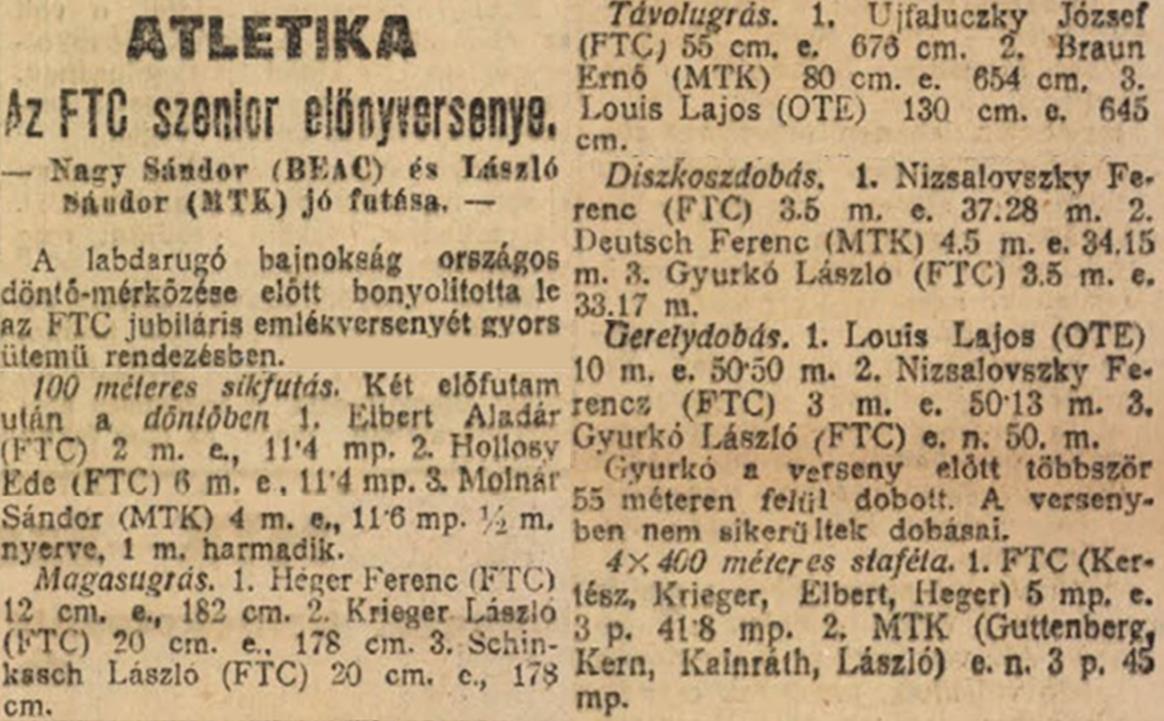 ATLETIKA
Az FTC szenior előnyversenye.
— Nagy Sándor (BEAC) és László
Sándor (MTK) jó futása. —
A labdarugó bajnokság országos
döntő-mérkőzése előtt bonyolitotta le
az FTC jubiláris emlékversenyét gyors
ütemü rendezésben.
100 méteres sikfutás. Két előfutam
után a döntőben 1. Elbert Aladár
(FTC) 2 m. e., 11·4 mp. 2. Hollosy
Ede (FTC) 6 m. e., 11·4 mp. 3. Molnár
Sándor (MTK) 4 m. e., 11·6 mp. ½ m.
nyerve, 1 m. harmadik.
Magasugrás. 1. Héger Ferenc (FTC)
12 cm. e., 182 cm. 2. Krieger László
(FTC) 20 cm. e.. 178 cm. 3. Schin-
kasch László (FTC) 20 cm. e., 178
cm.
Távolugrás. 1. Ujfaluczky József
(FTC) 55 cm. e. 676 cm. 2. Braun
Ernő (MTK) 80 cm. e. 654 cm. 3.
Louis Lajos (OTE) 130 cm. e. 645
cm.
Diszkoszdobás. 1. Nizsalovszky Fe-
renc (FTC) 3.5 m. e. 37.28 m. 2.
Deutsch Ferenc (MTK) 4.5 m. e. 34.15
m. 3. Gyurkó László (FTC) 3.5 m. e.
33.17 m.
Gerelydobás. 1. Louis Lajos (OTE)
10 m. e. 50·50 m. 2. Nizsalovszky Fe-
rencz (FTC) 3 m. e. 50·13 m. 3.
Gyurkó László (FTC) e. n. 50. m.
Gyurkó a verseny előtt többször
55 méteren felül dobott. A verseny-
ben nem sikerültek dobásai.
4×400 méteres staféta. 1. FTC (Ker-
tész, Krieger, Elbert, Heger) 5 mp. e.
3 p. 41·8 mp. 2. MTK (Guttenberg,
Kern, Kainráth, László) e. n. 3 p. 45
mp.